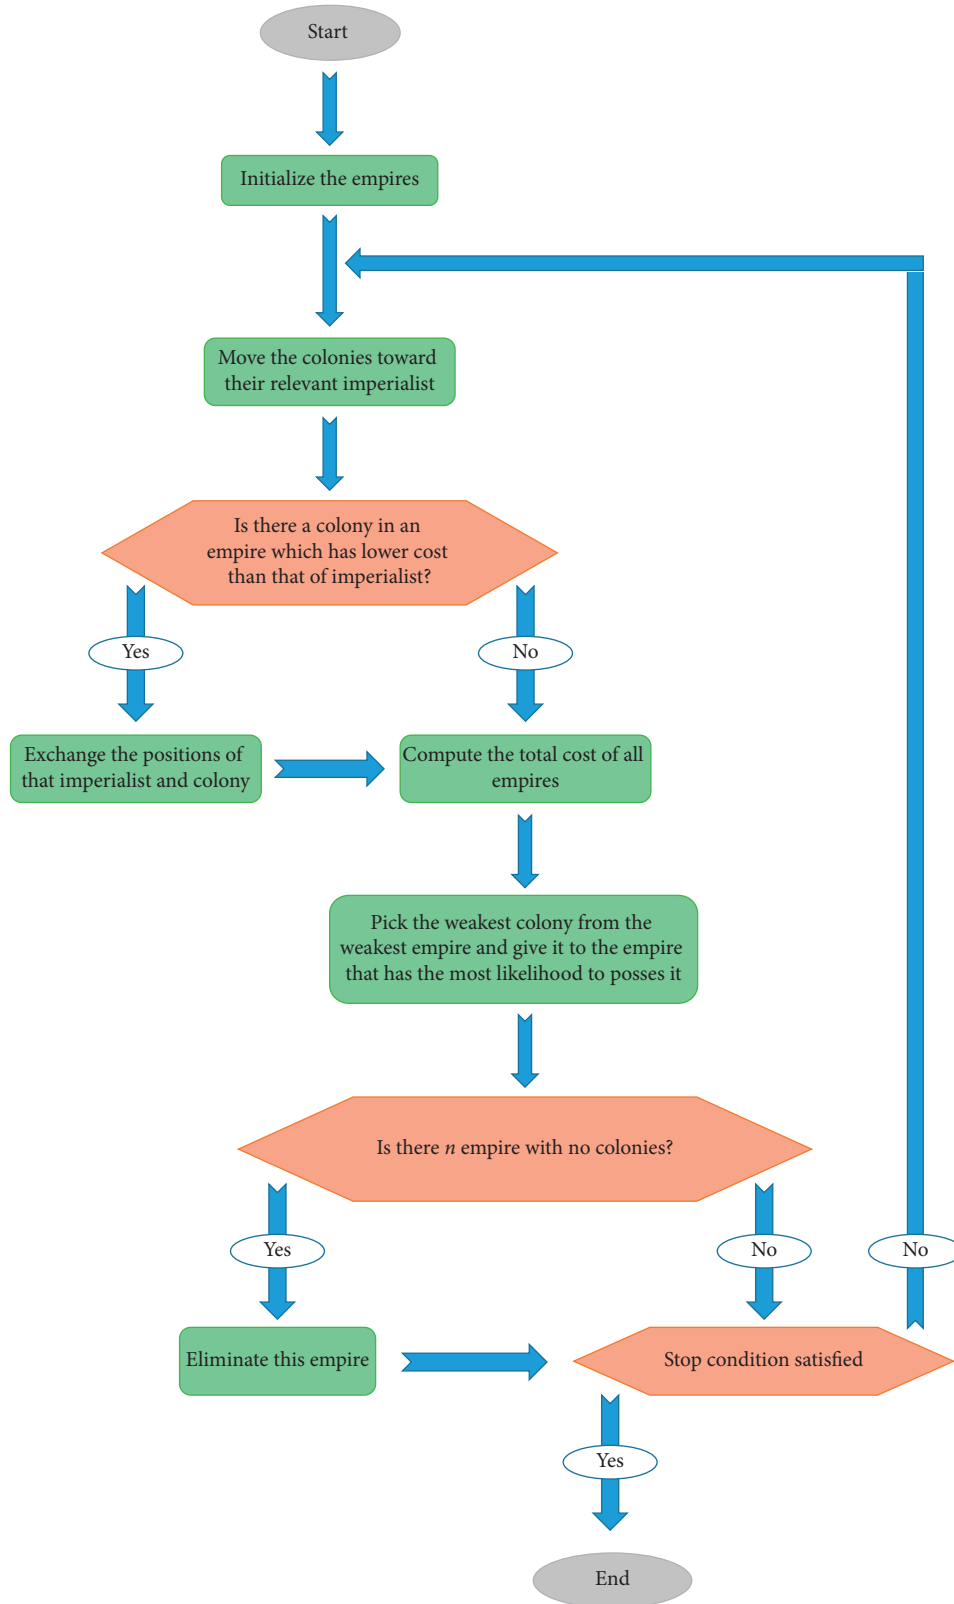 Start
Initialize the empires
Move the colonies toward
their relevant imperialist
Is there a colony in an
empire which has lower cost
than that of imperialist?
Yes
No
Exchange the positions of
that imperialist and colony
Compute the total cost of all
empires
Pick the weakest colony from the
weakest empire and give it to the empire
that has the most likelihood to posses it
Is there n empire with no colonies?
Yes
No
No
Eliminate this empire
Stop condition satisfied
Yes
End